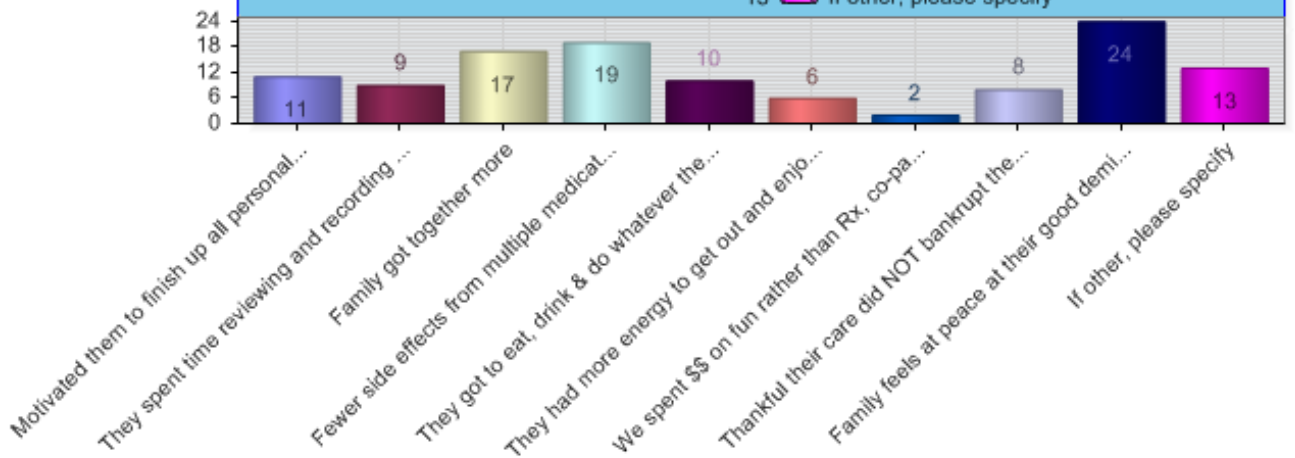 13 If other, please specify
24
18
12
6
0
11
9
17
19
10
6
2
8
24
13
Motivated them to finish up all personal...
They spent time reviewing and recording ...
Family got together more
Fewer side effects from multiple medicat...
They got to eat, drink & do whatever the...
They had more energy to get out and enjo...
We spent $$ on fun rather than Rx, co-pa...
Thankful their care did NOT bankrupt the...
Family feels at peace at their good demi...
If other, please specify